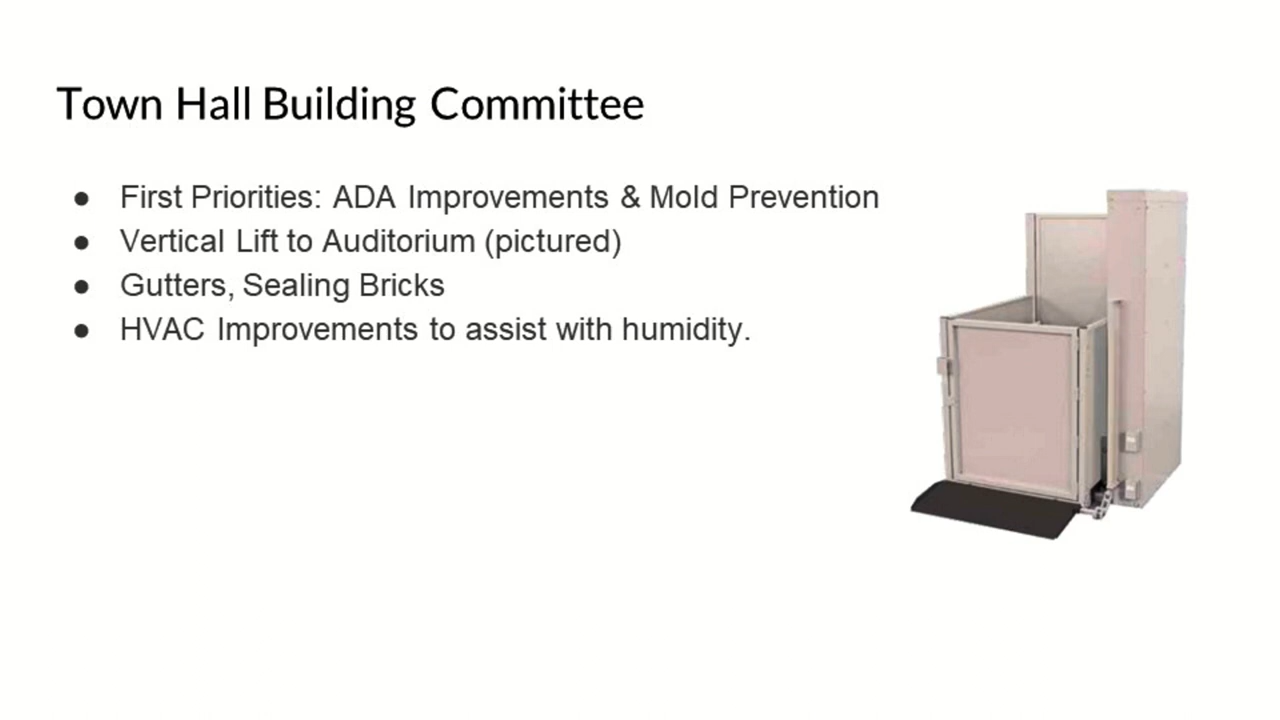 Town Hall Building Committee
● First Priorities: ADA Improvements & Mold Prevention
● Vertical Lift to Auditorium (pictured)
● Gutters, Sealing Bricks
● HVAC Improvements to assist with humidity.